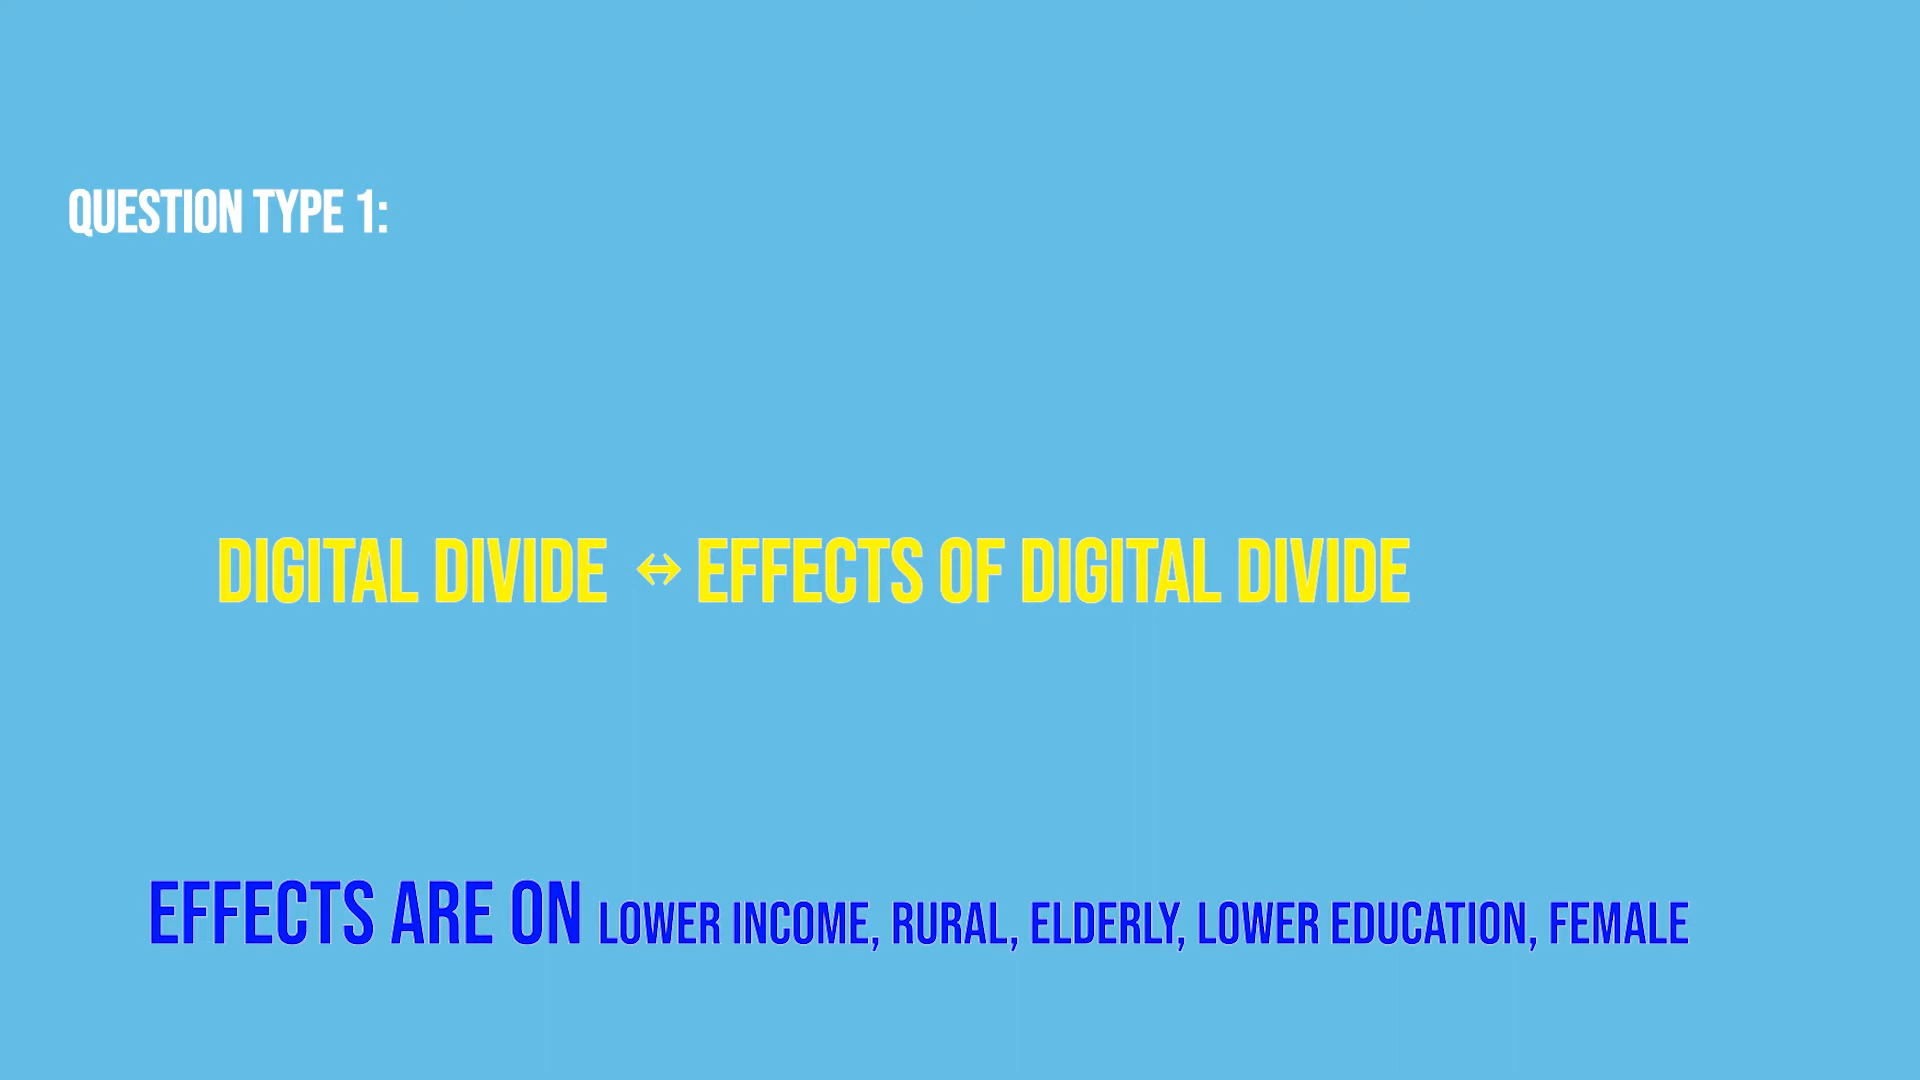 QUESTION TYPE 1:
DIGITAL DIVIDE ↔ EFFECTS OF DIGITAL DIVIDE
EFFECTS ARE ON LOWER INCOME, RURAL, ELDERLY, LOWER EDUCATION, FEMALE